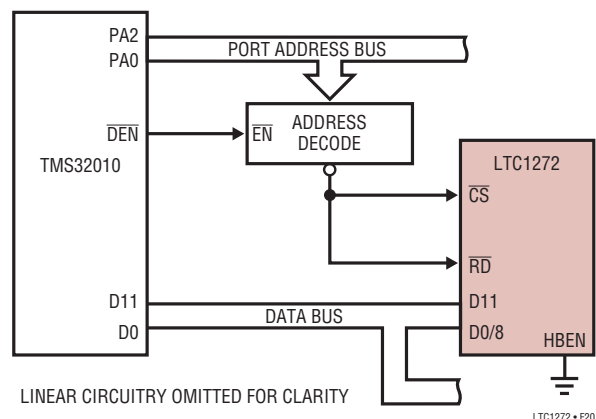 PA2
PA0
PORT ADDRESS BUS
DEN
EN
ADDRESS
DECODE
TMS32010
LTC1272
CS
RD
D11
D0
DATA BUS
D11
D0/8
HBEN
LINEAR CIRCUITRY OMITTED FOR CLARITY
LTC1272 • F20